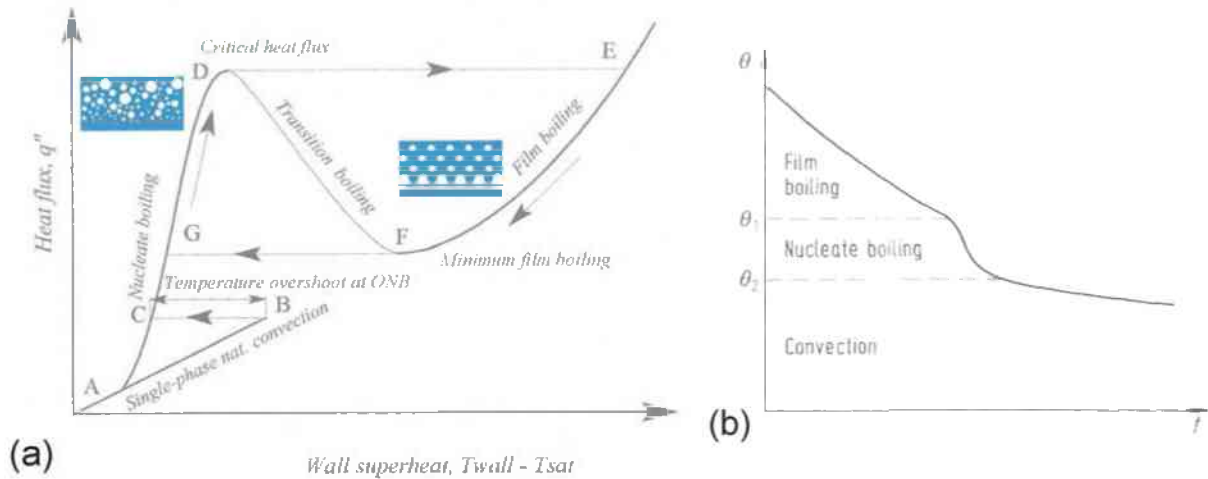 Heat flux, q"
Critical heat flux
D
E
Nucleate boiling
Transition boiling
Film boiling
G
F
Minimum film boiling
Temperature overshoot at ONB
C
B
A
Single-phase nat. convection
Wall superheat, Twall - Tsat
(a)
θ
Film
boiling
θ1
Nucleate boiling
θ2
Convection
t
(b)